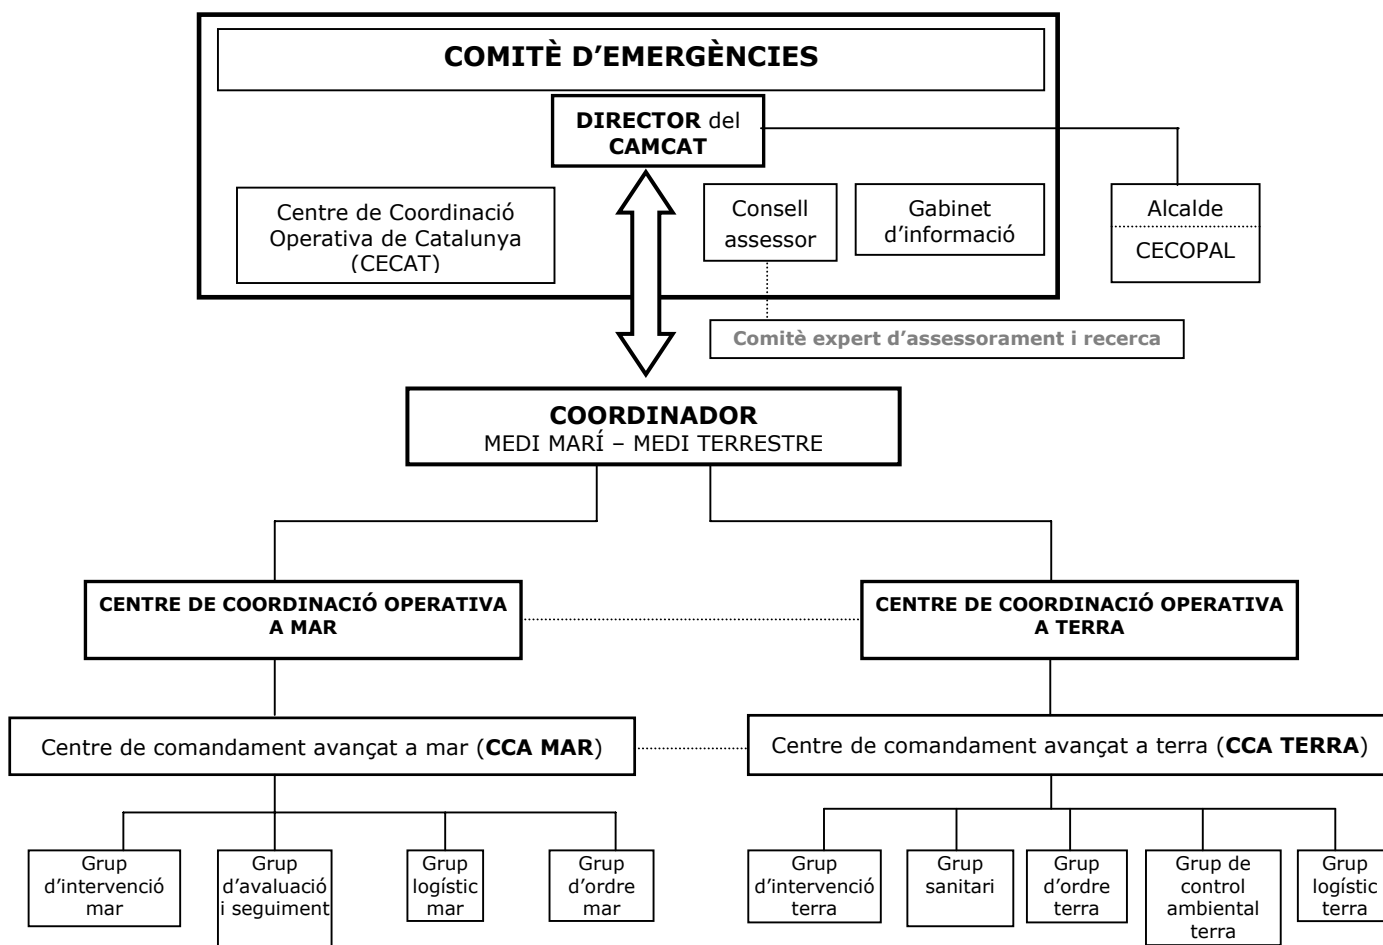 COMITÈ D'EMERGÈNCIES
DIRECTOR del
CAMCAT
Centre de Coordinació
Operativa de Catalunya
(CECAT)
Consell
assessor
Gabinet
d'informació
Alcalde
CECOPAL
Comitè expert d'assessorament i recerca
COORDINADOR
MEDI MARÍ – MEDI TERRESTRE
CENTRE DE COORDINACIÓ OPERATIVA
A MAR
CENTRE DE COORDINACIÓ OPERATIVA
A TERRA
Centre de comandament avançat a mar (CCA MAR)
Centre de comandament avançat a terra (CCA TERRA)
Grup
d'intervenció
mar
Grup
d'avaluació
i seguiment
Grup
logístic
mar
Grup
d'ordre
mar
Grup
d'intervenció
terra
Grup
sanitari
Grup
d'ordre
terra
Grup de
control
ambiental
terra
Grup
logístic
terra